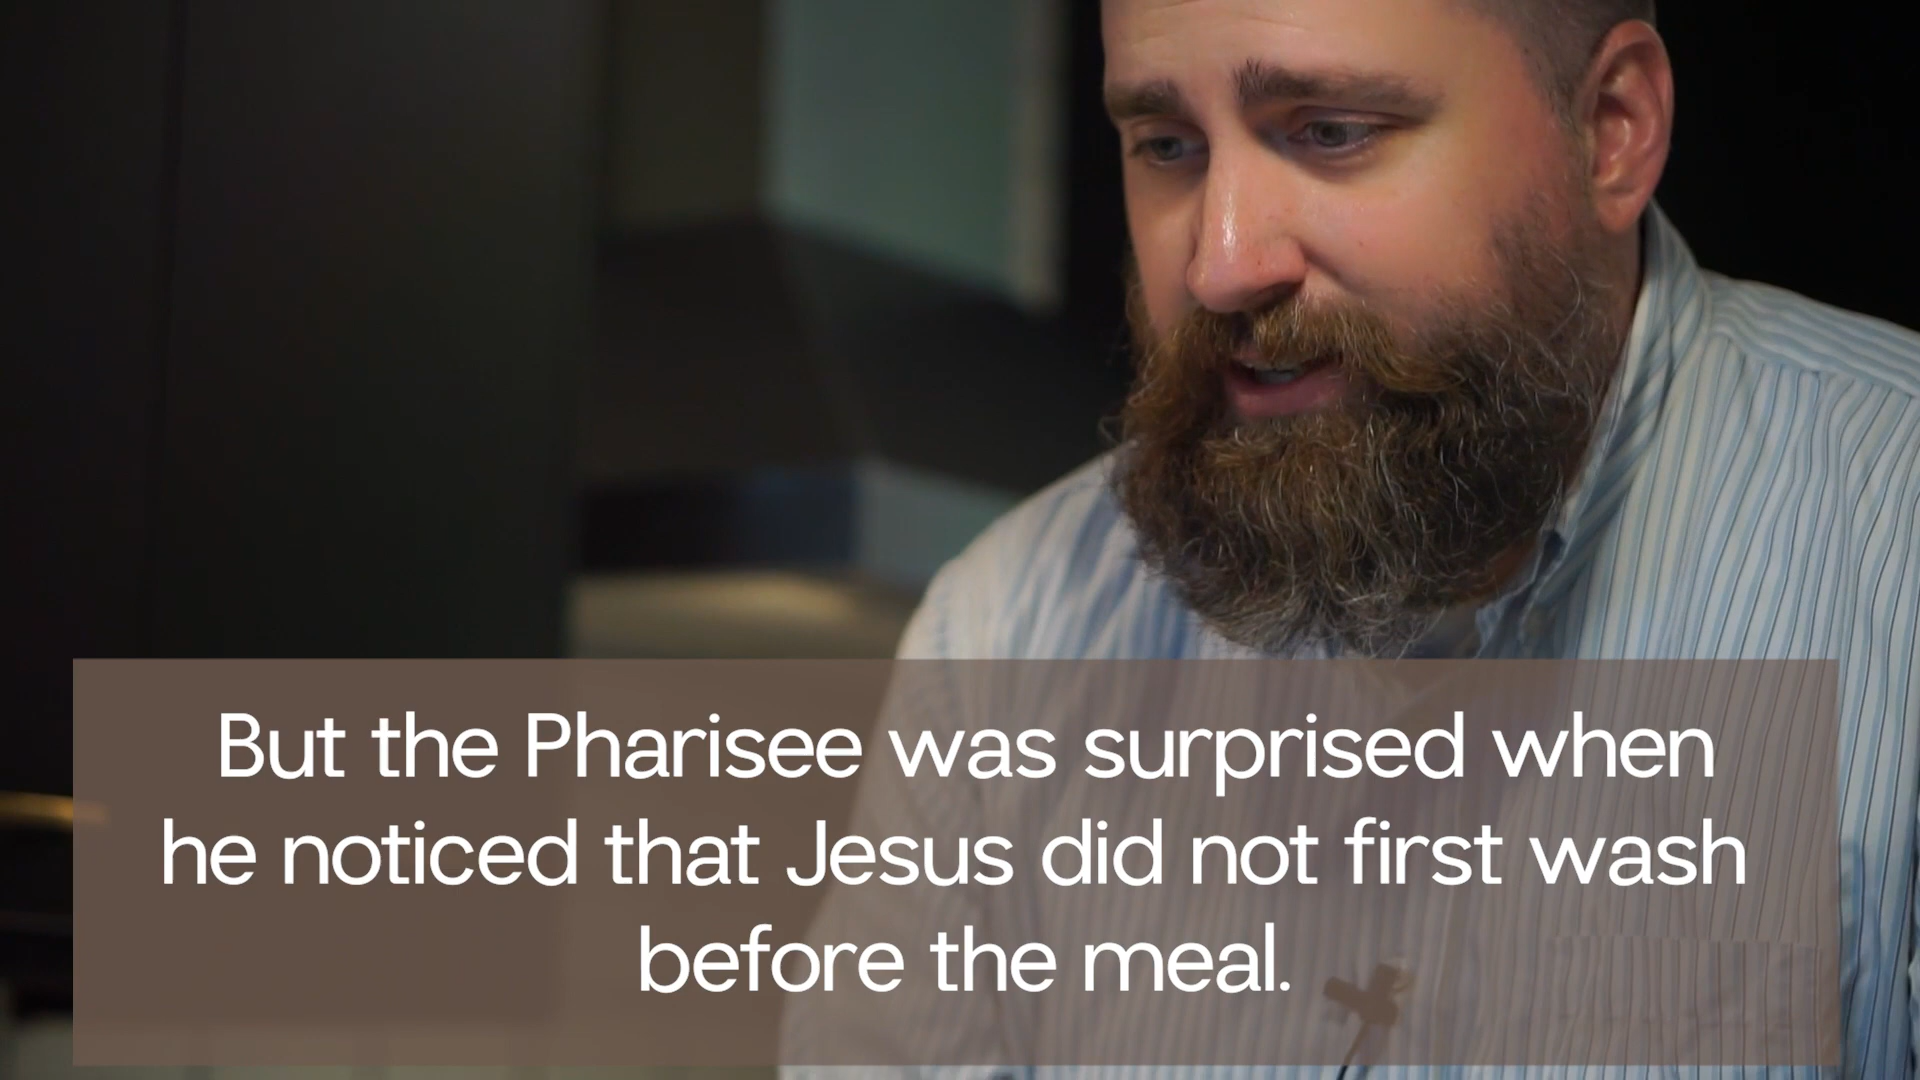 But the Pharisee was surprised when
he noticed that Jesus did not first wash
before the meal.